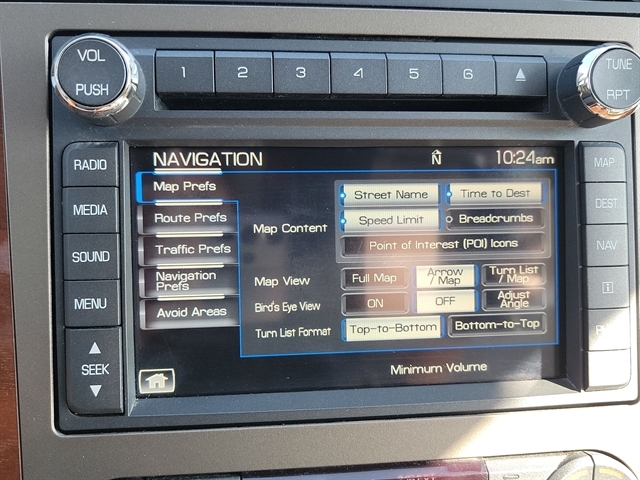 VOL
PUSH
1 2 3 4 5 6
TUNE
RPT
RADIO
MEDIA
SOUND
MENU
SEEK
NAVIGATION N 10:24am
Map Prefs
Route Prefs
Traffic Prefs
Navigation
Prefs
Avoid Areas
Map Content
Street Name Time to Dest
Speed Limit Breadcrumbs
Point of Interest (POI) Icons
Map View
Full Map
Arrow
/ Map
Turn List
/ Map
Bird's Eye View
ON OFF
Adjust
Angle
Turn List Format
Top-to-Bottom Bottom-to-Top
Minimum Volume
MAP
DEST
NAV
i